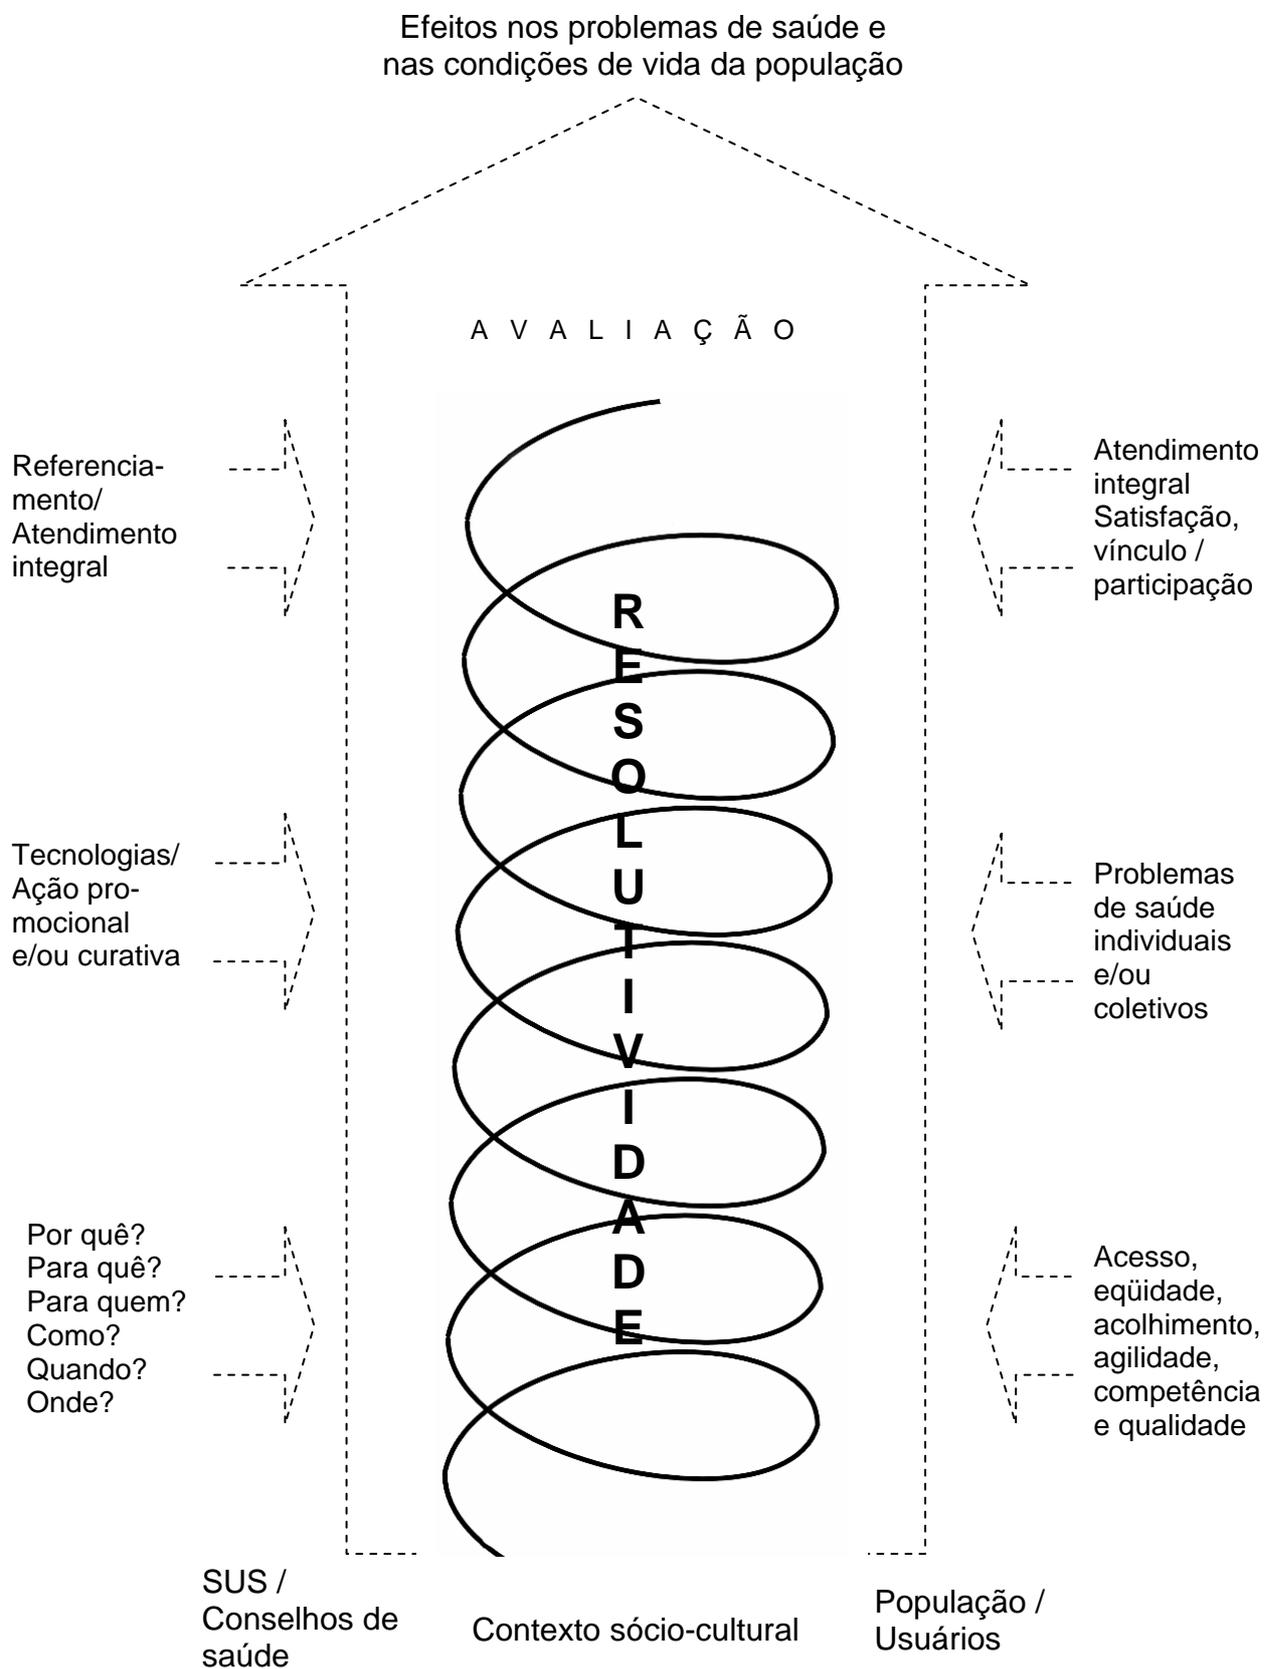 Efeitos nos problemas de saúde e
nas condições de vida da população
A V A L I A Ç Ã O
Referencia-
mento/
Atendimento
integral
Tecnologias/
Ação pro-
mocional
e/ou curativa
Por quê?
Para quê?
Para quem?
Como?
Quando?
Onde?
R
E
S
O
L
U
T
I
V
I
D
A
D
E
Atendimento
integral
Satisfação,
vínculo /
participação
Problemas
de saúde
individuais
e/ou
coletivos
Acesso,
eqüidade,
acolhimento,
agilidade,
competência
e qualidade
SUS /
Conselhos de
saúde
Contexto sócio-cultural
População /
Usuários